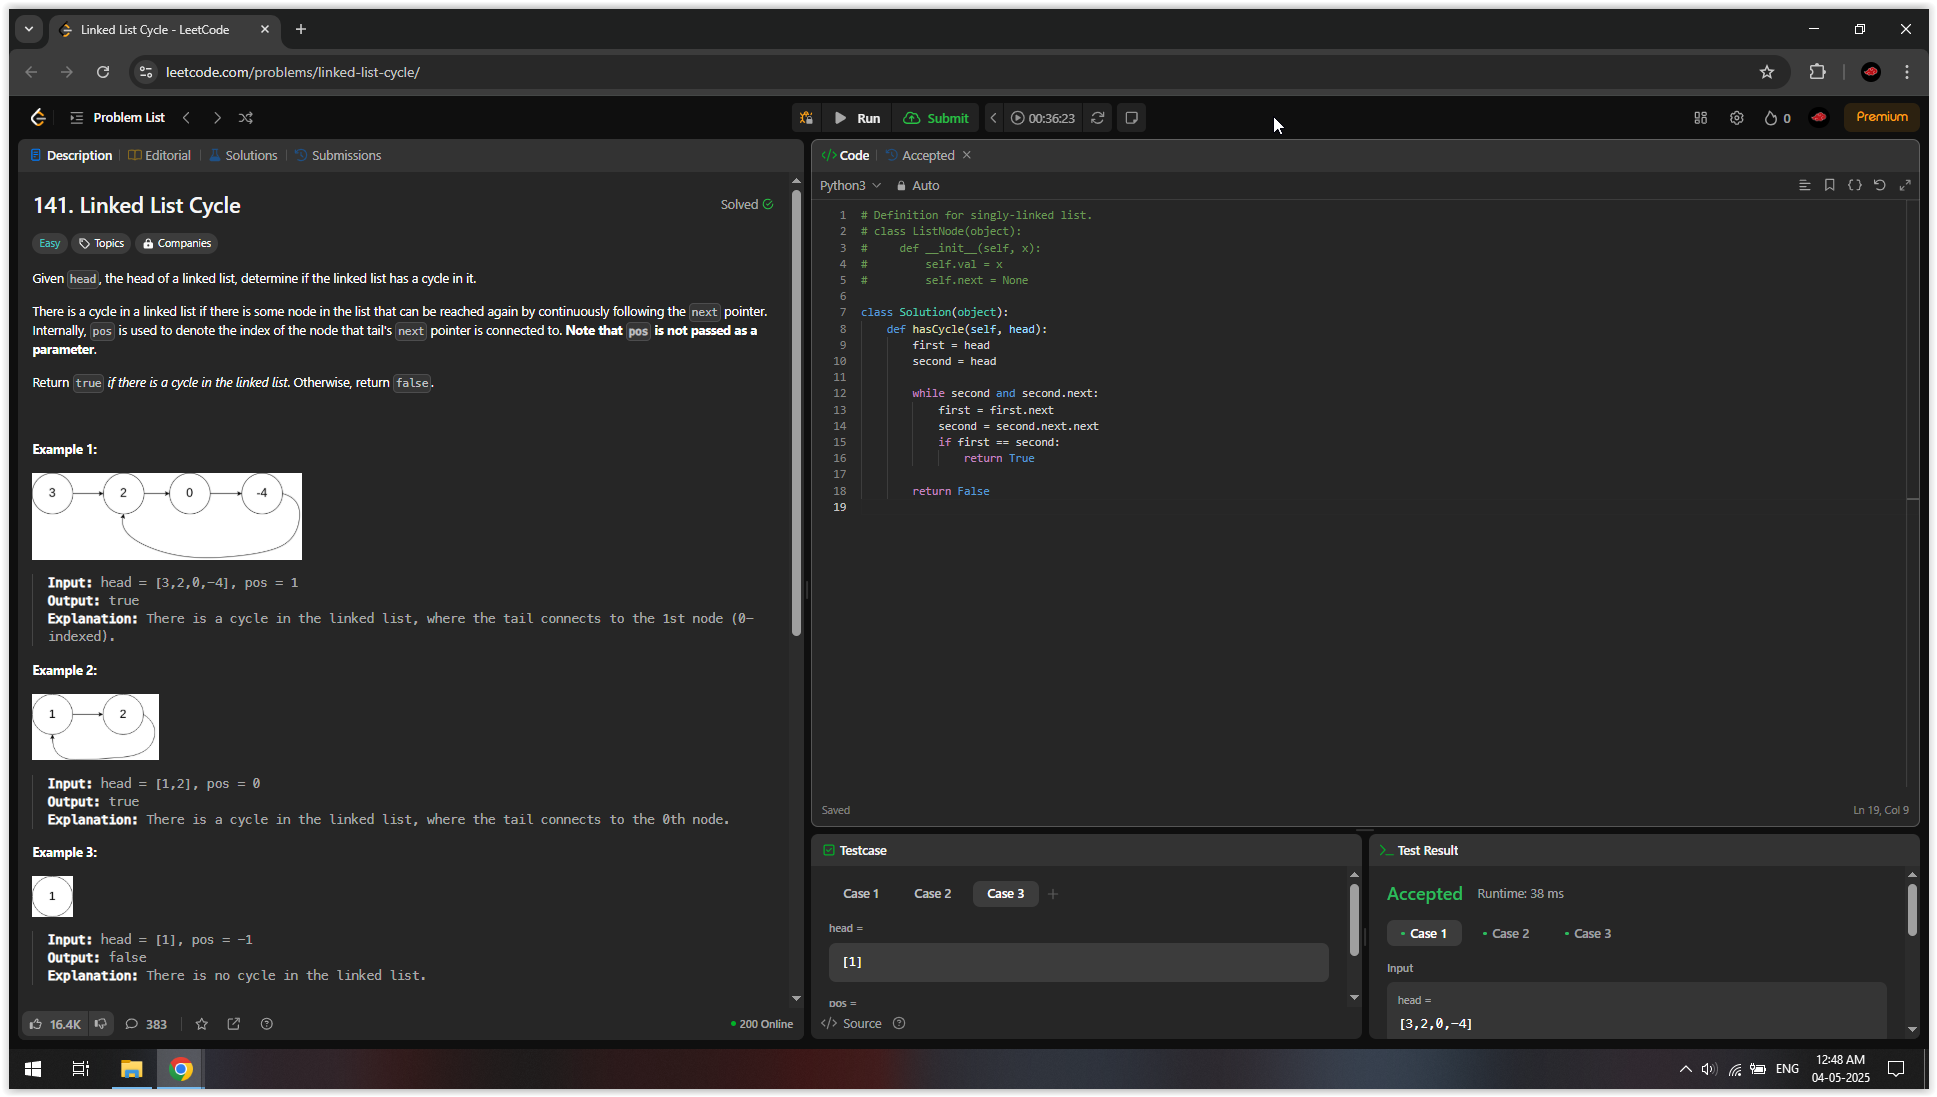 Linked List Cycle - LeetCode
leetcode.com/problems/linked-list-cycle/
Problem List
Run
Submit
00:36:23
0
Premium
Description
Editorial
Solutions
Submissions
141. Linked List Cycle
Solved
Easy
Topics
Companies
Given head, the head of a linked list, determine if the linked list has a cycle in it.
There is a cycle in a linked list if there is some node in the list that can be reached again by continuously following the next pointer.
Internally, pos is used to denote the index of the node that tail's next pointer is connected to. Note that pos is not passed as a
parameter.
Return true if there is a cycle in the linked list. Otherwise, return false.
Example 1:
3 2 0 -4
Input: head = [3,2,0,-4], pos = 1
Output: true
Explanation: There is a cycle in the linked list, where the tail connects to the 1st node (0-
indexed).
Example 2:
1 2
Input: head = [1,2], pos = 0
Output: true
Explanation: There is a cycle in the linked list, where the tail connects to the 0th node.
Example 3:
1
Input: head = [1], pos = -1
Output: false
Explanation: There is no cycle in the linked list.
16.4K
383
200 Online
</> Code
Accepted
Python3
Auto
1 # Definition for singly-linked list.
2 # class ListNode(object):
3 #     def __init__(self, x):
4 #         self.val = x
5 #         self.next = None
6
7 class Solution(object):
8     def hasCycle(self, head):
9         first = head
10         second = head
11
12         while second and second.next:
13             first = first.next
14             second = second.next.next
15             if first == second:
16                 return True
17
18         return False
19
Saved
Ln 19, Col 9
Testcase
Case 1
Case 2
Case 3
head =
[1]
pos =
</> Source
>_ Test Result
Accepted
Runtime: 38 ms
Case 1
Case 2
Case 3
Input
head =
[3,2,0,-4]
ENG
12:48 AM
04-05-2025